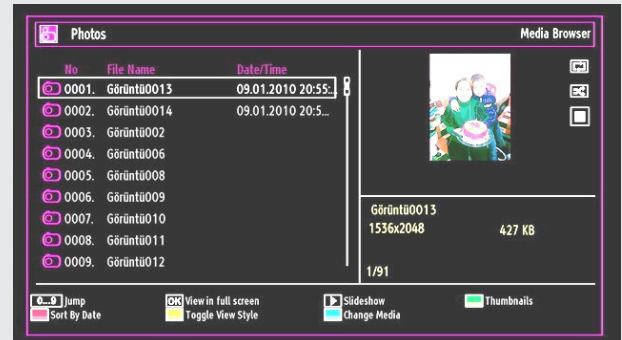 Photos Media Browser
No File Name Date/Time
0001. Görüntü0013 09.01.2010 20:55:..
0002. Görüntü0014 09.01.2010 20:5...
0003. Görüntü002
0004. Görüntü006
0005. Görüntü008
0006. Görüntü009
0007. Görüntü010
0008. Görüntü011
0009. Görüntü012
Görüntü0013
1536x2048 427 KB
1/91
0...9 Jump OK View in full screen Slideshow Thumbnails
Sort By Date Toggle View Style Change Media